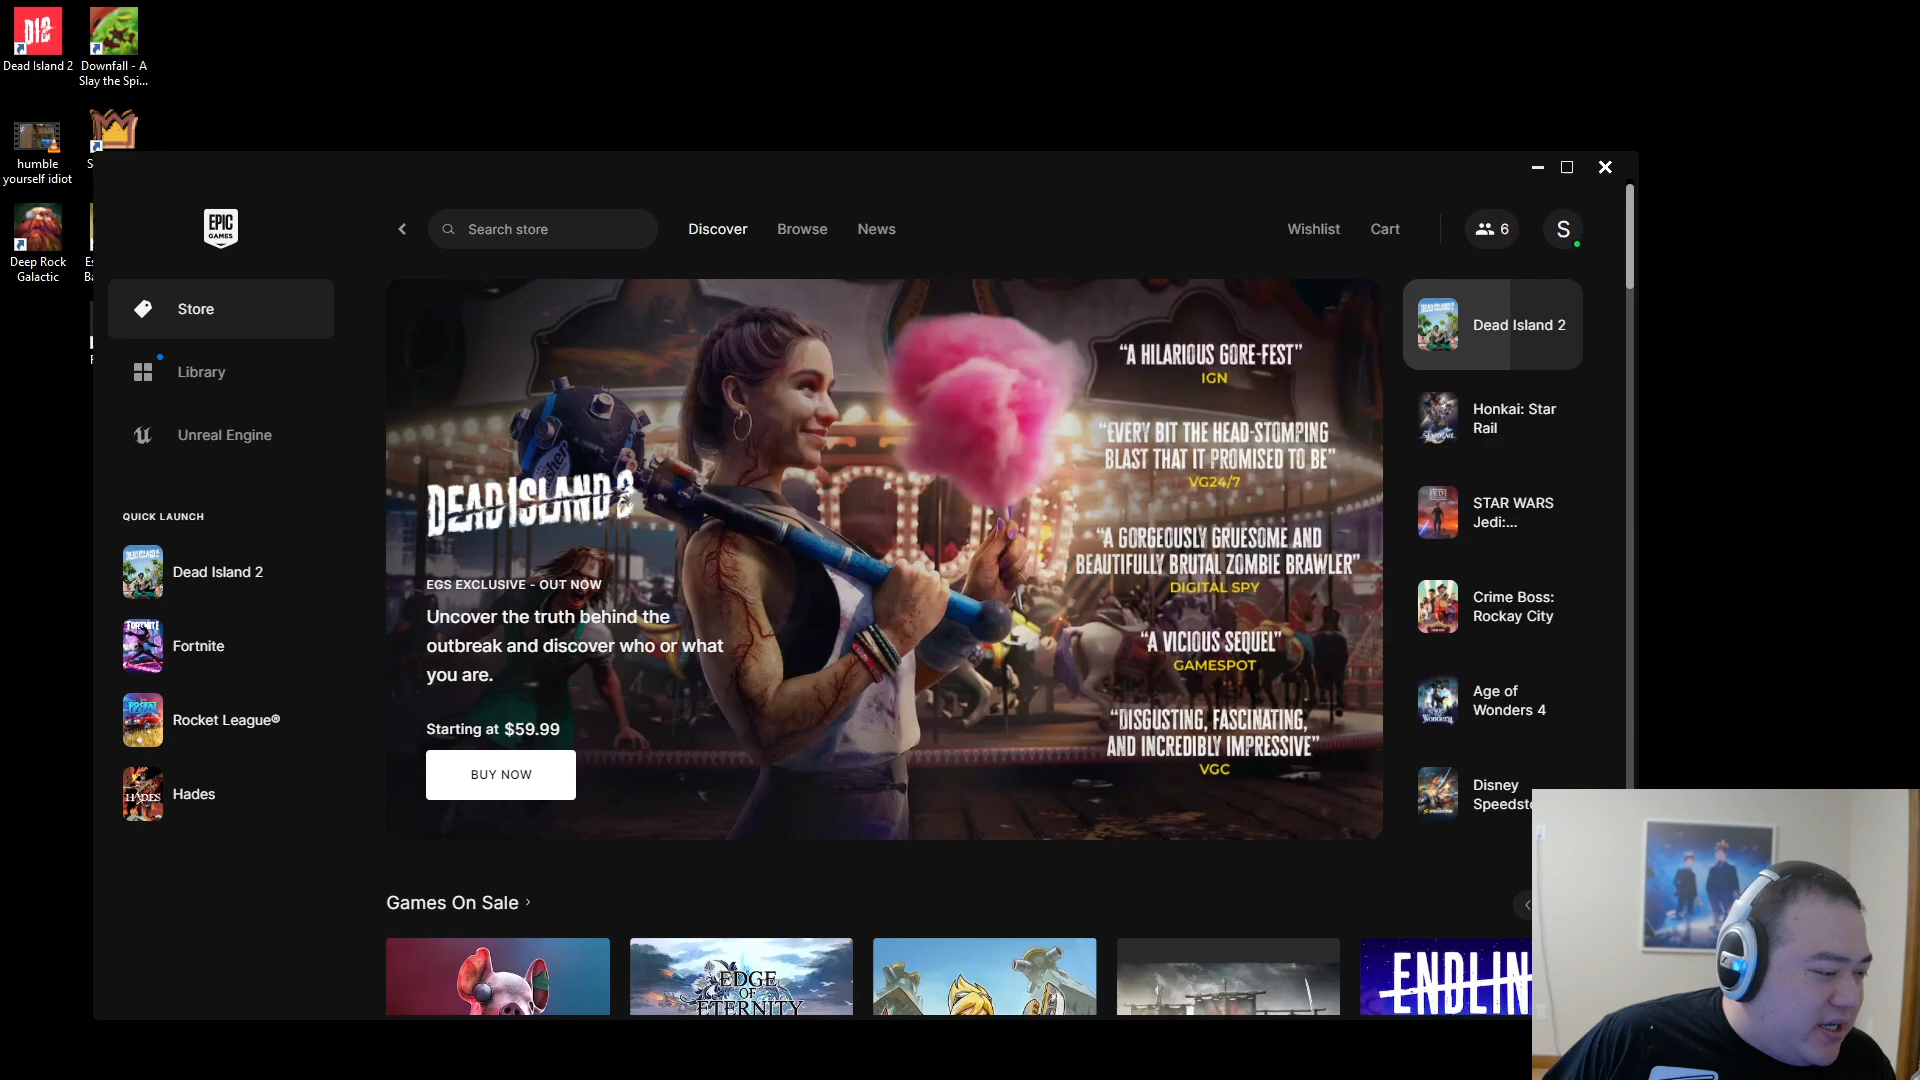 Dead Island 2
Downfall - A
Slay the Spi...
humble
yourself idiot
Deep Rock
Galactic
EPIC
GAMES
Search store
Discover
Browse
News
Wishlist
Cart
6
S
Store
Library
Unreal Engine
QUICK LAUNCH
Dead Island 2
Fortnite
Rocket League®
Hades
DEAD ISLAND 2
EGS EXCLUSIVE - OUT NOW
Uncover the truth behind the
outbreak and discover who or what
you are.
Starting at $59.99
BUY NOW
“A HILARIOUS GORE-FEST”
IGN
“EVERY BIT THE HEAD-STOMPING
BLAST THAT IT PROMISED TO BE”
VG24/7
“A GORGEOUSLY GRUESOME AND
BEAUTIFULLY BRUTAL ZOMBIE BRAWLER”
DIGITAL SPY
“A VICIOUS SEQUEL”
GAMESPOT
“DISGUSTING, FASCINATING,
AND INCREDIBLY IMPRESSIVE”
VGC
Dead Island 2
Honkai: Star
Rail
STAR WARS
Jedi:...
Crime Boss:
Rockay City
Age of
Wonders 4
Disney
Games On Sale
EDGE
OF
ETERNITY
ENDLIN